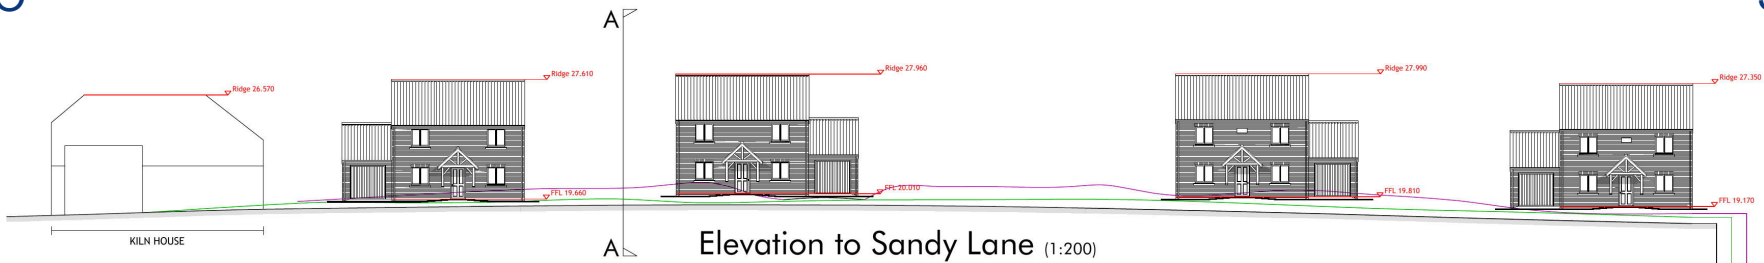 A
Ridge 26.570
Ridge 27.610
Ridge 27.960
Ridge 27.990
Ridge 27.350
FFL 19.660
FFL 20.010
FFL 19.810
FFL 19.170
KILN HOUSE
A
Elevation to Sandy Lane (1:200)